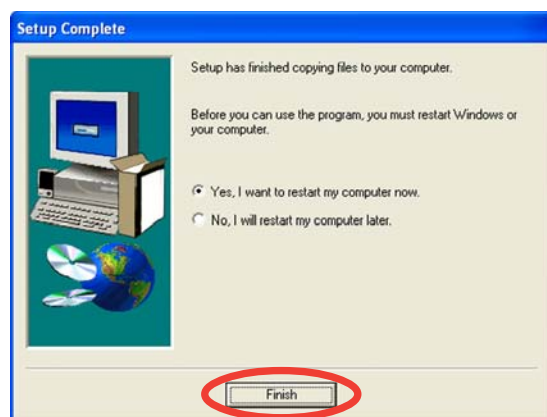 Setup Complete
Setup has finished copying files to your computer.
Before you can use the program, you must restart Windows or
your computer.
Yes, I want to restart my computer now.
No, I will restart my computer later.
Finish